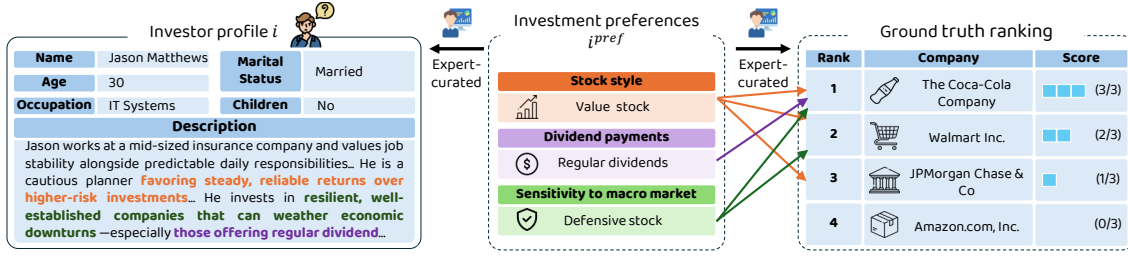 Investor profile i
Name
Jason Matthews
Marital
Status
Married
Age
30
Occupation
IT Systems
Children
No
Description
Jason works at a mid-sized insurance company and values job
stability alongside predictable daily responsibilities… He is a
cautious planner favoring steady, reliable returns over
higher-risk investments… He invests in resilient, well-
established companies that can weather economic
downturns —especially those offering regular dividend…
Expert-
curated
Investment preferences
i^pref
Stock style
Value stock
Dividend payments
$
Regular dividends
Sensitivity to macro market
Defensive stock
Expert-
curated
Ground truth ranking
Rank
Company
Score
1
The Coca-Cola
Company
(3/3)
2
Walmart Inc.
(2/3)
3
JPMorgan Chase &
Co
(1/3)
4
Amazon.com, Inc.
(0/3)